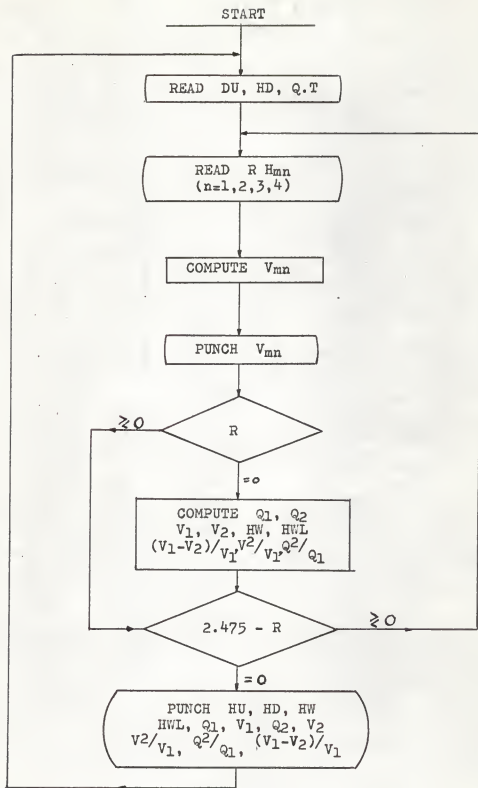 START
READ DU, HD, Q.T
READ R Hmn
(n=1,2,3,4)
COMPUTE Vmn
PUNCH Vmn
≥0
R
=0
COMPUTE Q1, Q2
V1, V2, HW, HWL
(V1-V2)/V1, V2/V1, Q2/Q1
2.475 - R
≥0
=0
PUNCH HU, HD, HW
HWL, Q1, V1, Q2, V2
V2/V1, Q2/Q1, (V1-V2)/V1